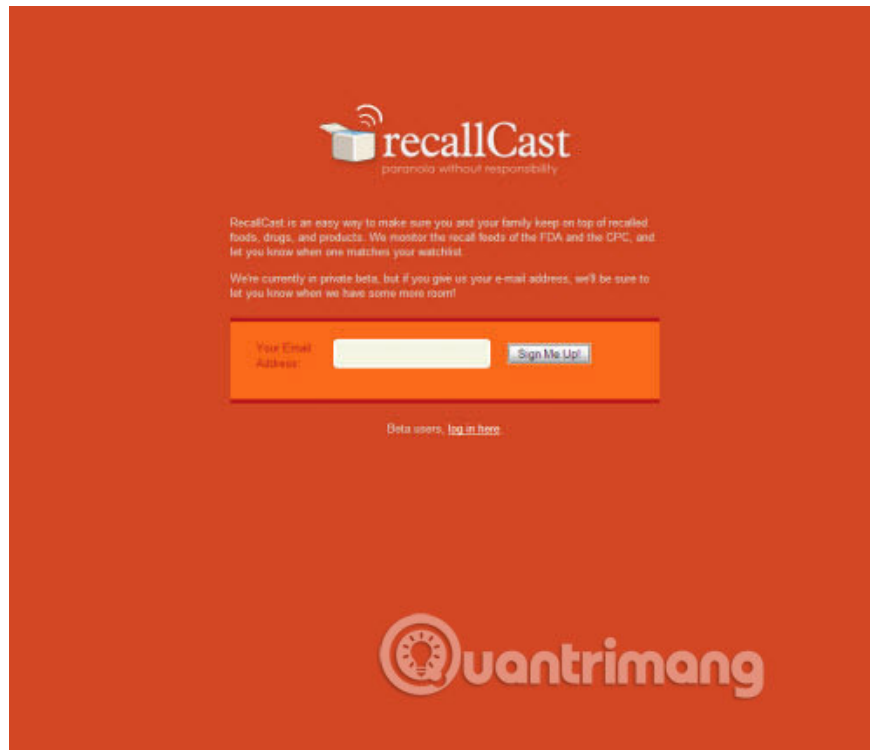 recallCast
paranoia without responsibility
RecallCast is an easy way to make sure you and your family keep on top of recalled
foods, drugs, and products. We monitor the recall feeds of the FDA and the CPC, and
let you know when one matches your watchlist.
We're currently in private beta, but if you give us your e-mail address, we'll be sure to
let you know when we have some more room!
Your Email
Address:
Sign Me Up!
Beta users, log in here.
Quantrimang